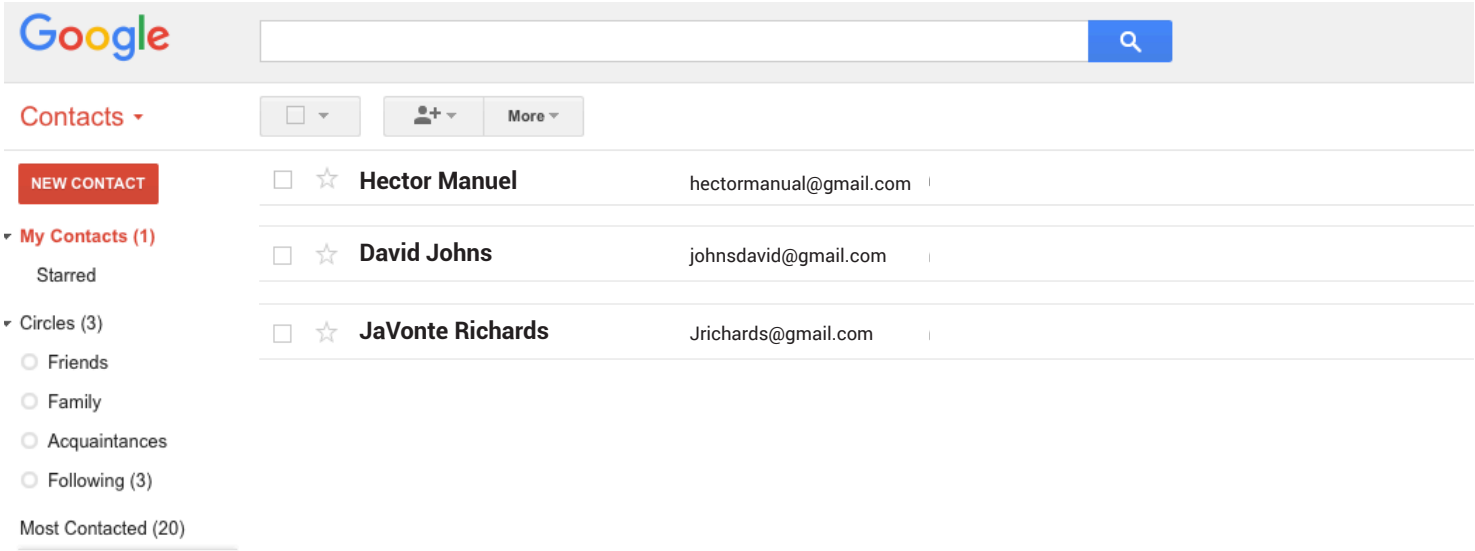 Google
Contacts
More
NEW CONTACT
Hector Manuel hectormanual@gmail.com
My Contacts (1)
David Johns johnsdavid@gmail.com
Starred
Circles (3)
JaVonte Richards Jrichards@gmail.com
Friends
Family
Acquaintances
Following (3)
Most Contacted (20)